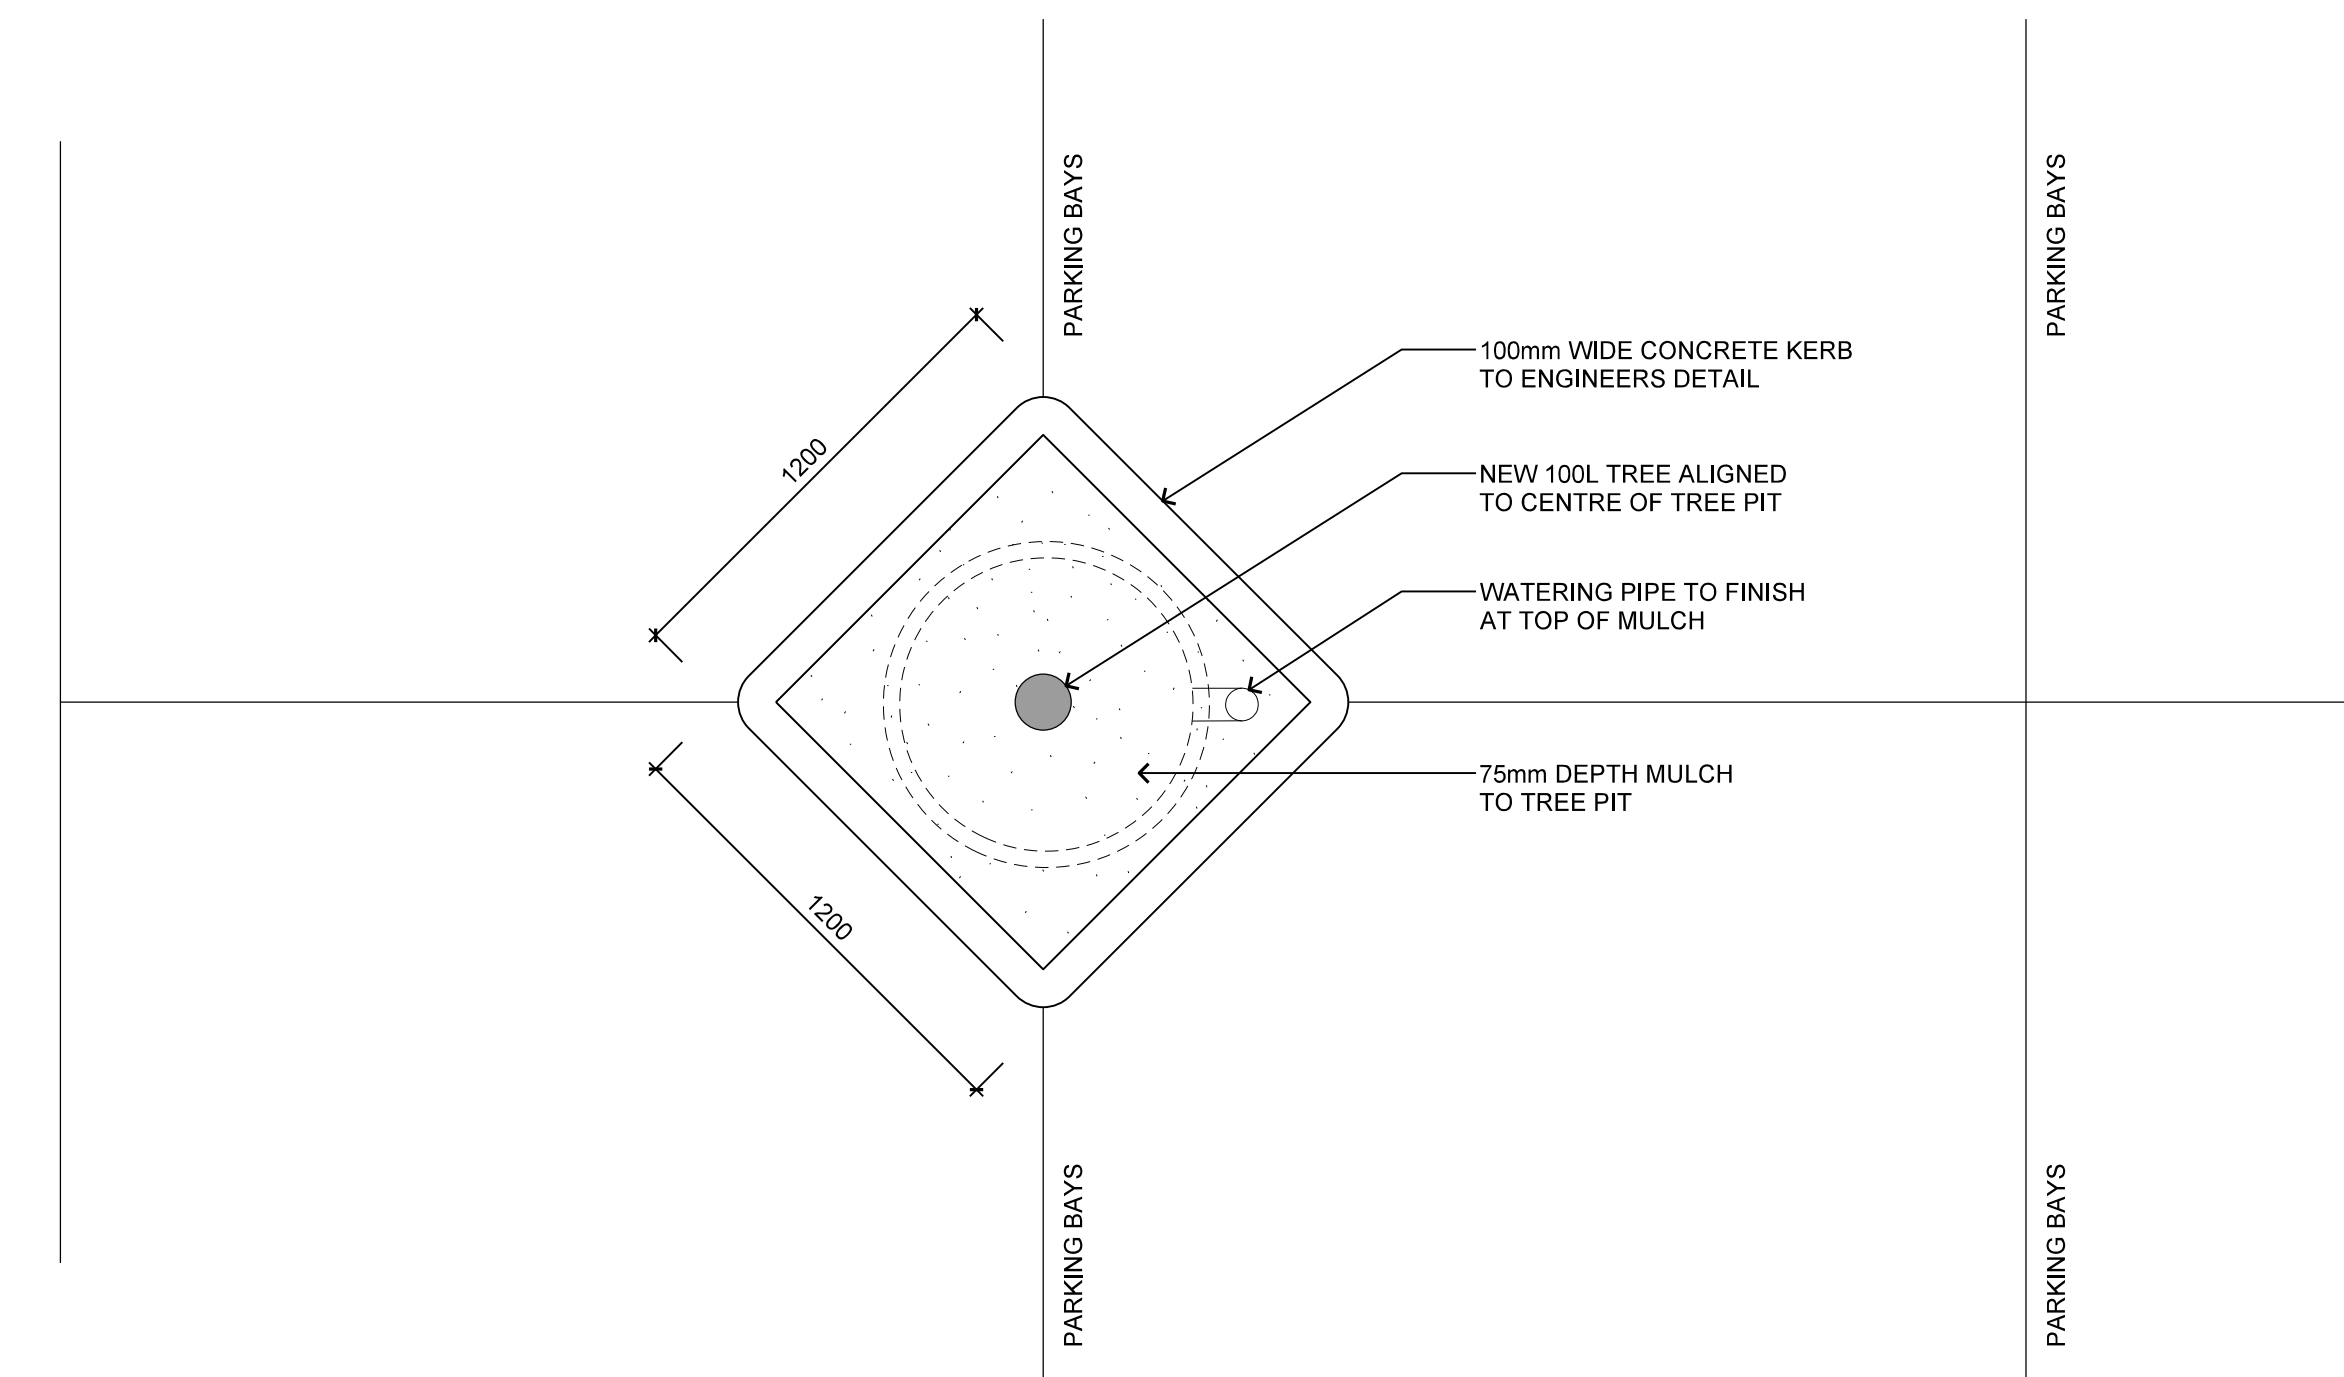 PARKING BAYS
PARKING BAYS
100mm WIDE CONCRETE KERB
TO ENGINEERS DETAIL
1200
NEW 100L TREE ALIGNED
TO CENTRE OF TREE PIT
WATERING PIPE TO FINISH
AT TOP OF MULCH
75mm DEPTH MULCH
TO TREE PIT
1200
PARKING BAYS
PARKING BAYS